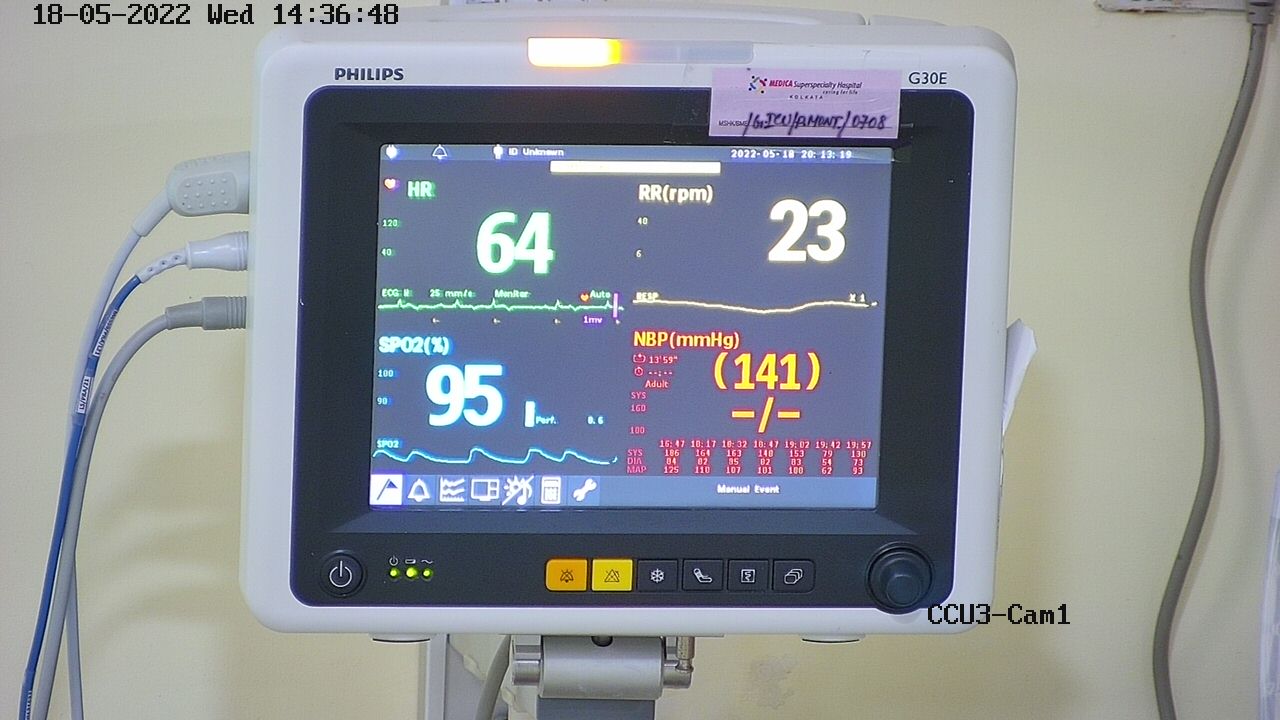 18-05-2022 Wed 14:36:48
PHILIPS
G30E
MEDICA Superspecialty Hospital
caring for life
KOLKATA
/GICU/AMONT/0708
ID Unknown
2022-05-18 20:13:19
HR
120
40
64
RR(rpm)
40
6
23
ECG II 25 mm/s Monitor Auto
1mv
RESP X 1
SPO2(%)
100
90
95
Perf. 0.6
SPO2
NBP(mmHg)
13'59"
--:--
Adult
(141)
-/-
SYS
160
100
16:47 18:17 18:32 18:47 19:02 19:42 19:57
SYS 186 164 163 140 153 79 130
DIA 84 82 85 82 83 54 73
MAP 125 110 107 101 100 62 93
Manual Event
CCU3-Cam1